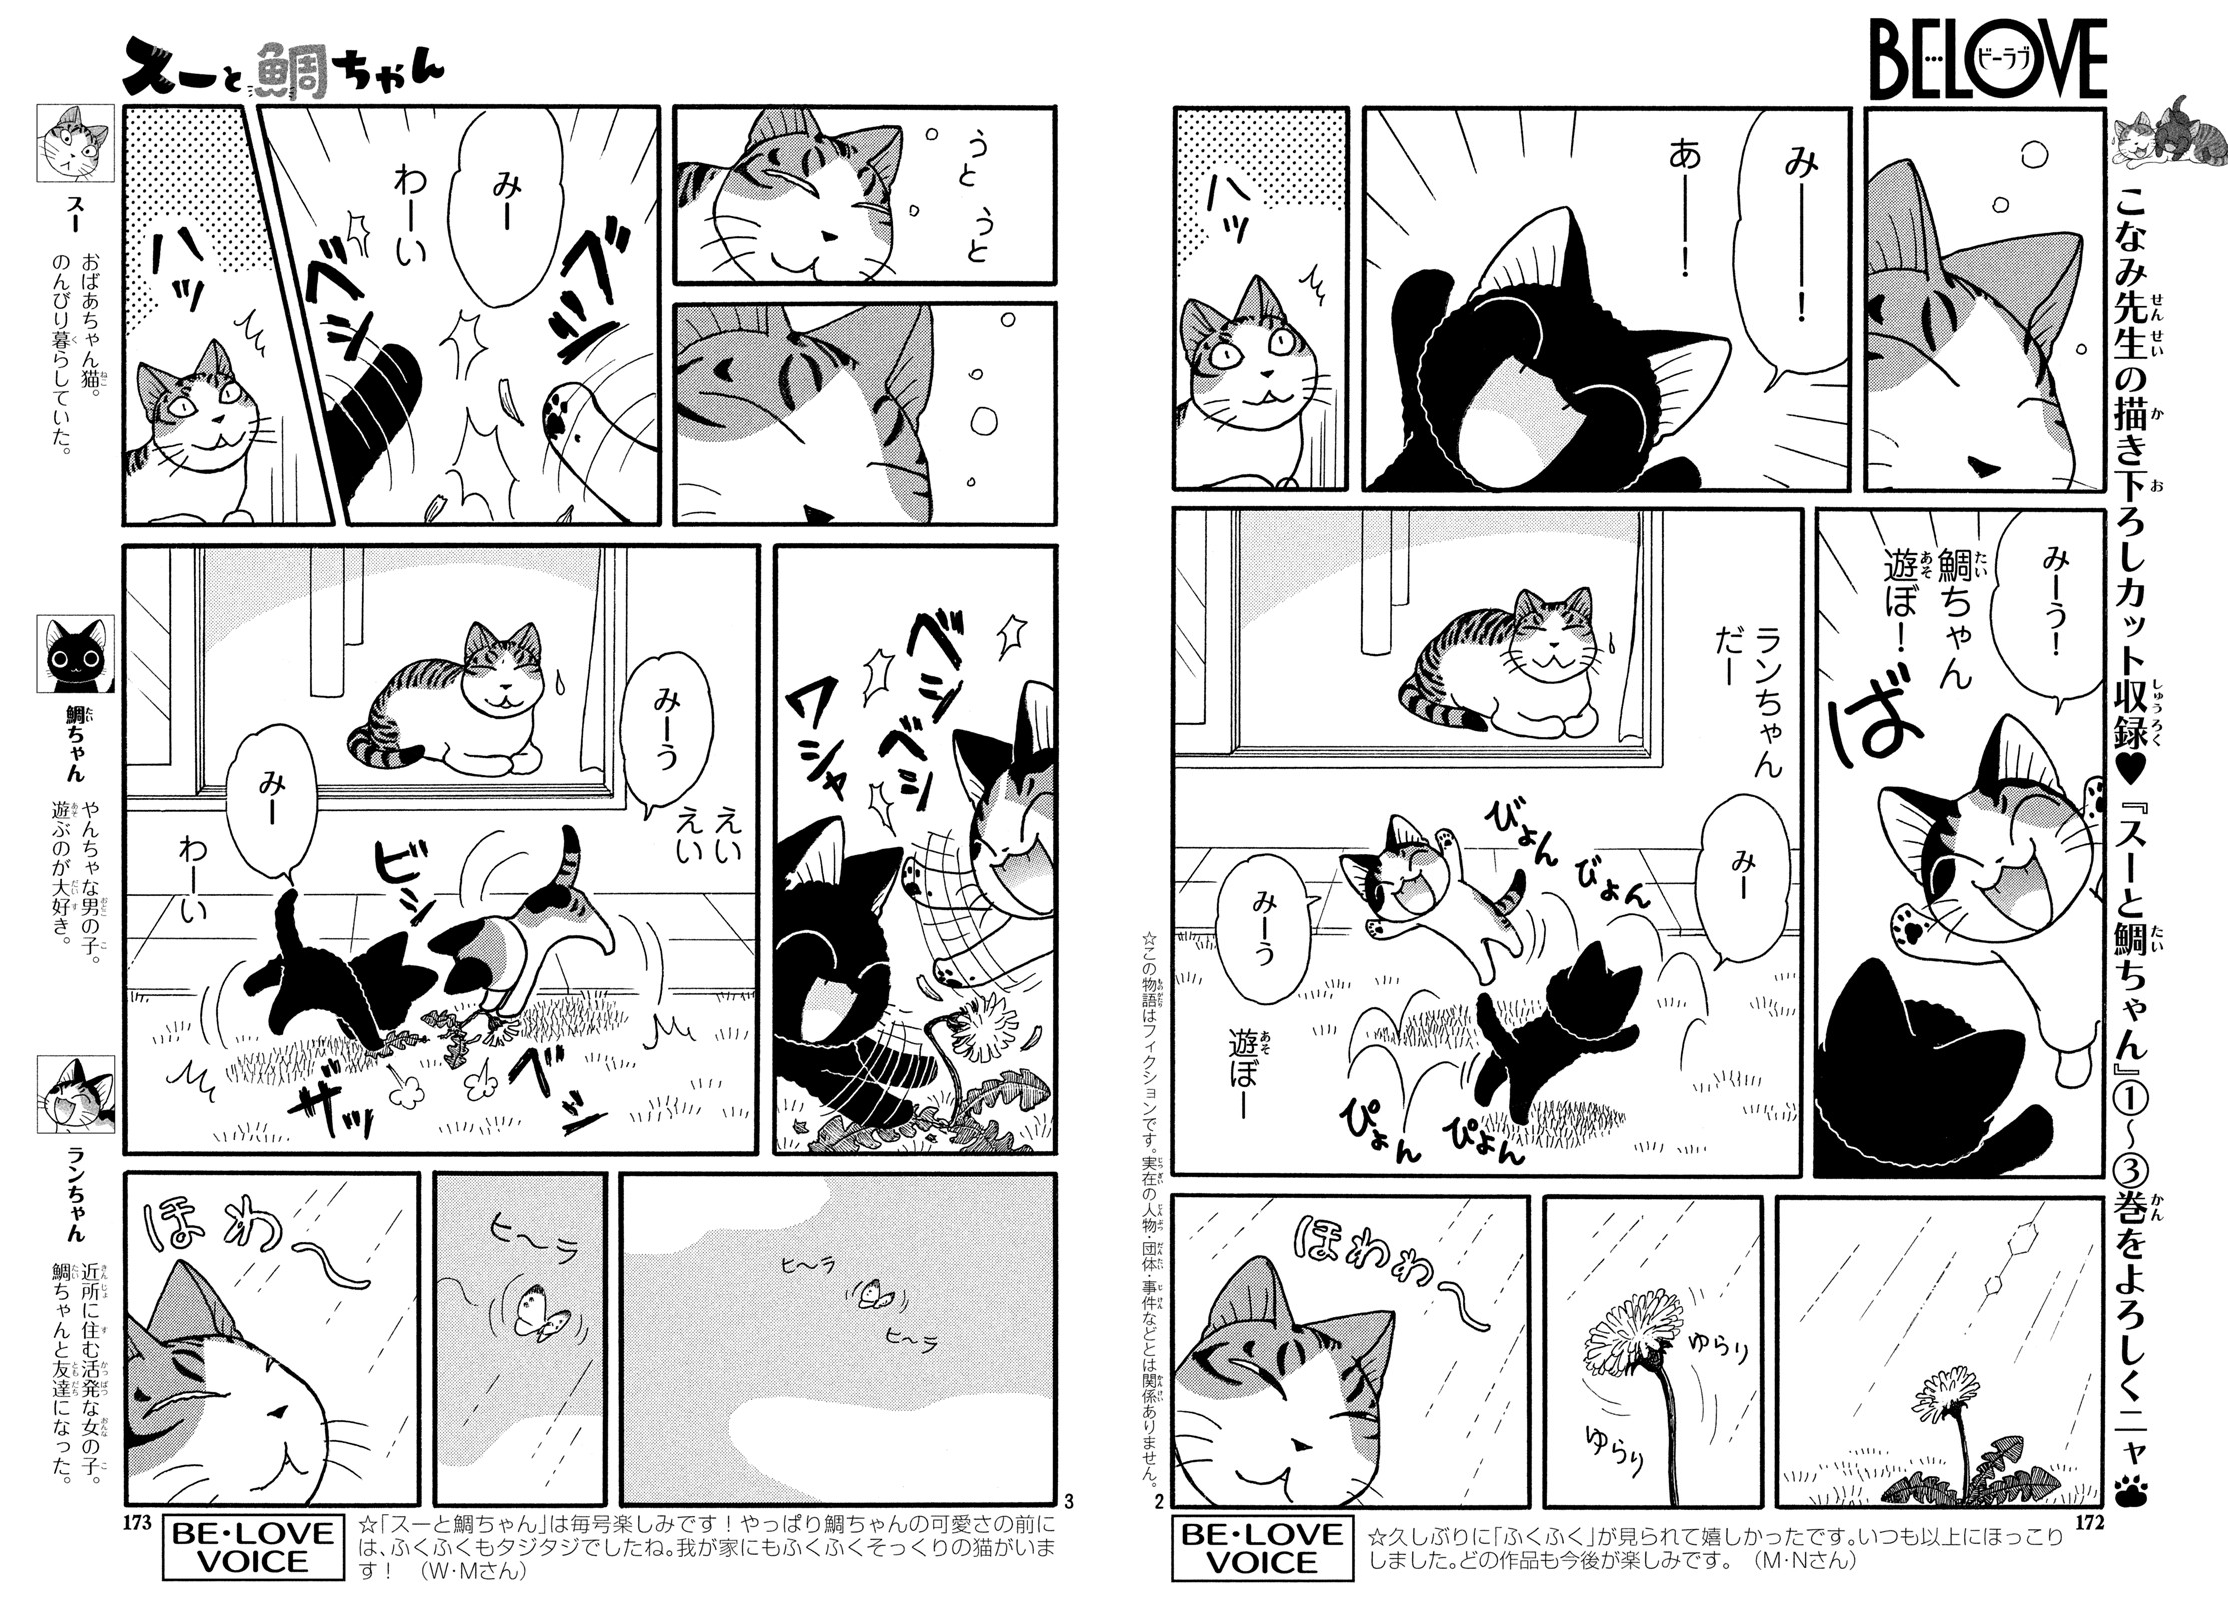 BE・LOVE
ビーラブ
こなみ先生の描き下ろしカット収録♥『スーと鯛ちゃん』①〜③巻をよろしくニャ
みーーー！
あーー！
ハッ
みーう！
鯛ちゃん
遊ぼ！
ば
ランちゃん
だー
みー
みーう
遊ぼー
びょん
びょん
ぴょん
ぴょん
ゆらり
ゆらり
ほわわ〜
☆この物語はフィクションです。実在の人物・団体・事件などとは関係ありません。
2
172
BE・LOVE
VOICE
☆久しぶりに「ふくふく」が見られて嬉しかったです。いつも以上にほっこり
しました。どの作品も今後が楽しみです。 （M・Nさん）
スーと鯛ちゃん
うと
うと
みー
わーい
ベシッ
ベシ
ハッ
ベシ
ベシ
ワシャ
みーう
えい
えい
みー
わーい
ビシ
ベシ
ザッ
ヒ〜ラ
ヒ〜ラ
ヒ〜ラ
ほわ〜
スー
おばあちゃん猫。
のんびり暮らしていた。
鯛ちゃん
やんちゃな男の子。
遊ぶのが大好き。
ランちゃん
近所に住む活発な女の子。
鯛ちゃんと友達になった。
3
173
BE・LOVE
VOICE
☆「スーと鯛ちゃん」は毎号楽しみです！やっぱり鯛ちゃんの可愛さの前に
は、ふくふくもタジタジでしたね。我が家にもふくふくそっくりの猫がいま
す！ （W・Mさん）